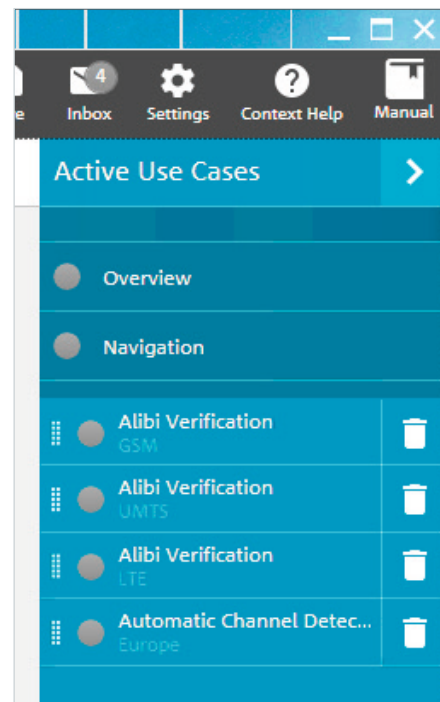 4
Inbox Settings Context Help Manual
Active Use Cases
Overview
Navigation
Alibi Verification
GSM
Alibi Verification
UMTS
Alibi Verification
LTE
Automatic Channel Detec...
Europe